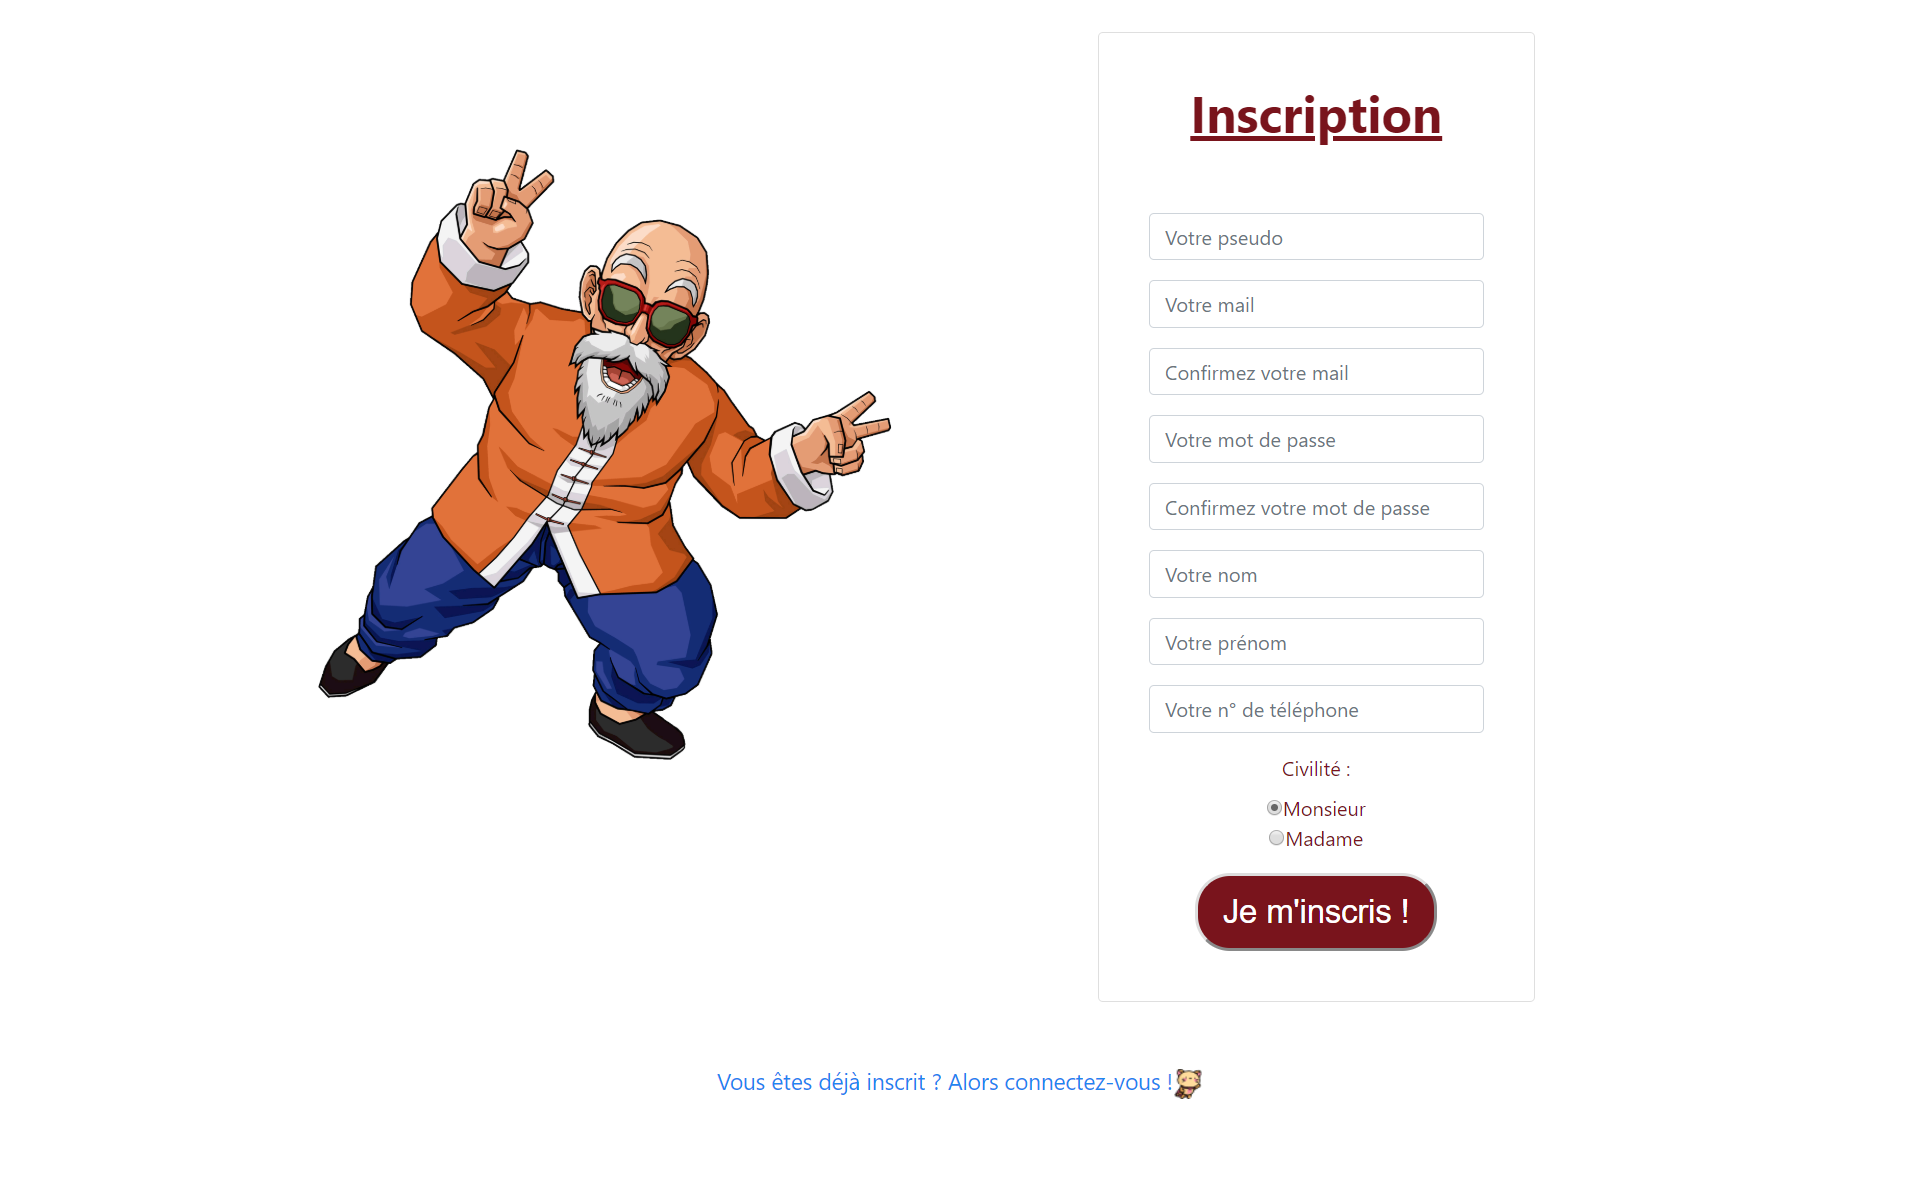 Inscription
Votre pseudo
Votre mail
Confirmez votre mail
Votre mot de passe
Confirmez votre mot de passe
Votre nom
Votre prénom
Votre n° de téléphone
Civilité :
Monsieur
Madame
Je m'inscris !
Vous êtes déjà inscrit ? Alors connectez-vous !